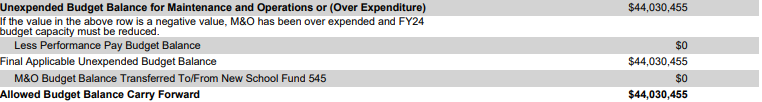 Unexpended Budget Balance for Maintenance and Operations or (Over Expenditure) $44,030,455
If the value in the above row is a negative value, M&O has been over expended and FY24
budget capacity must be reduced.
Less Performance Pay Budget Balance $0
Final Applicable Unexpended Budget Balance $44,030,455
M&O Budget Balance Transferred To/From New School Fund 545 $0
Allowed Budget Balance Carry Forward $44,030,455